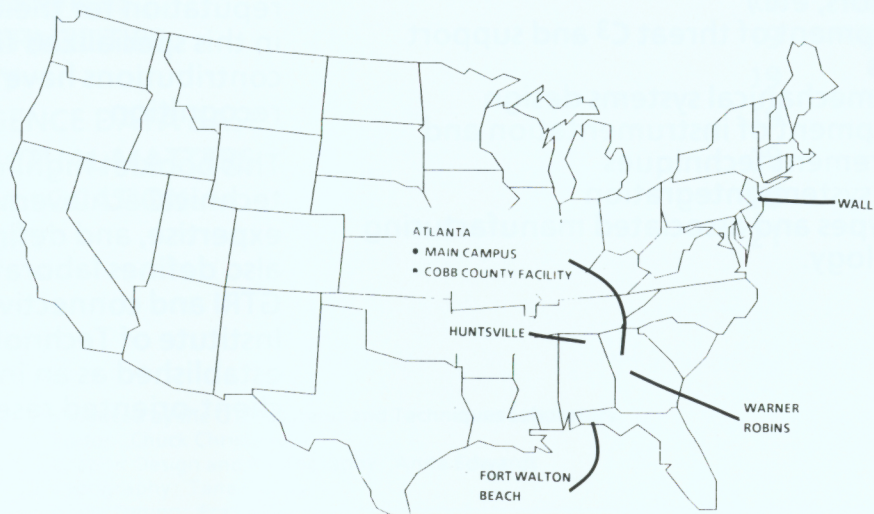 WALL
ATLANTA
• MAIN CAMPUS
• COBB COUNTY FACILITY
HUNTSVILLE
WARNER
ROBINS
FORT WALTON
BEACH